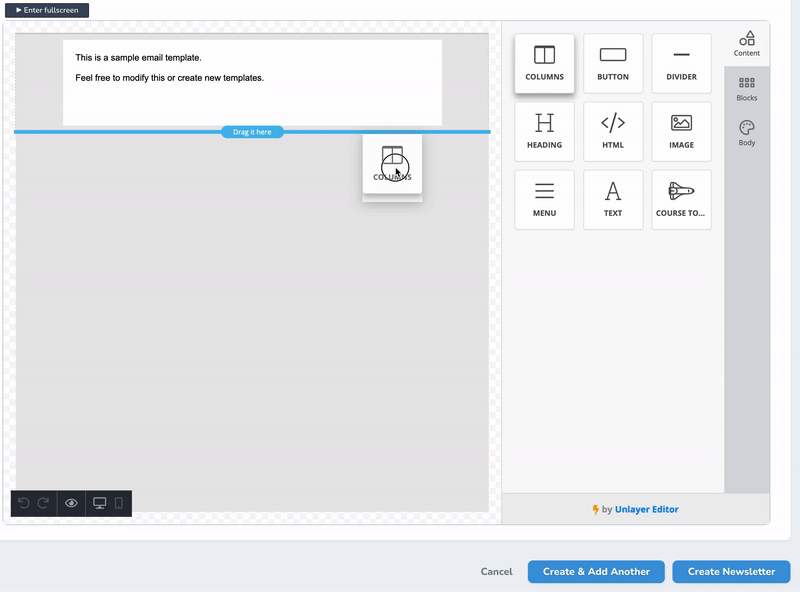 Enter fullscreen
This is a sample email template.
Feel free to modify this or create new templates.
Drag it here
COLUMNS
COLUMNS
BUTTON
DIVIDER
HEADING
HTML
IMAGE
MENU
TEXT
COURSE TO...
Content
Blocks
Body
by Unlayer Editor
Cancel
Create & Add Another
Create Newsletter